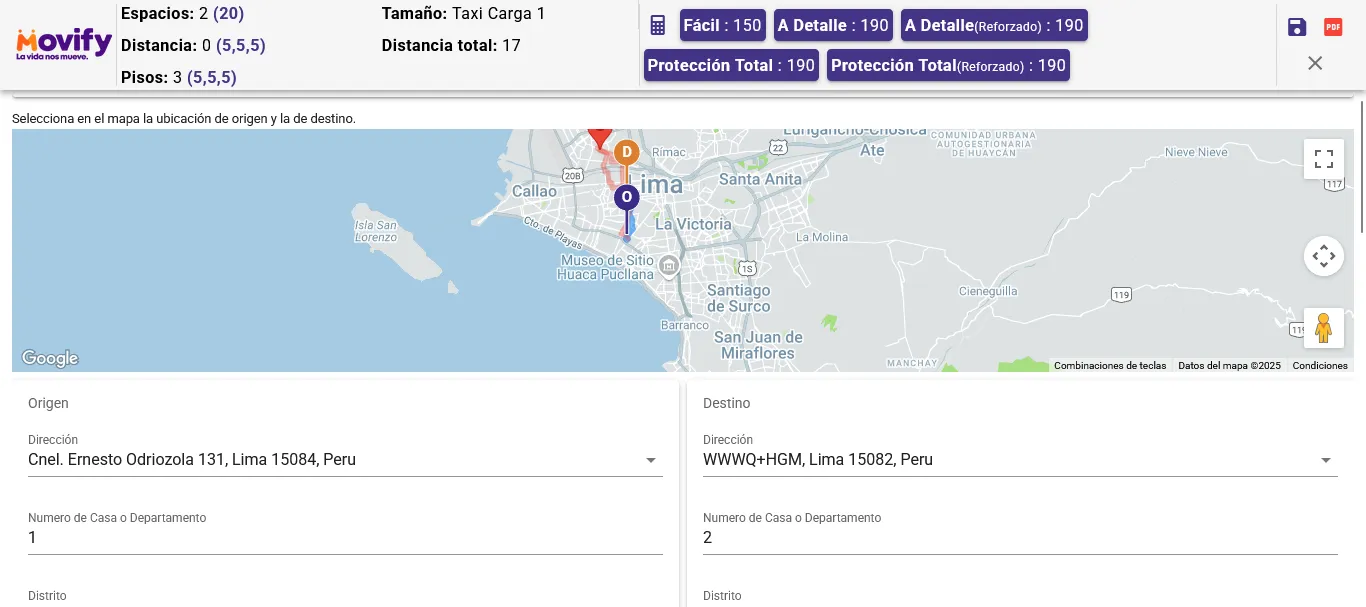 Movify
La vida nos mueve.
Espacios: 2 (20)
Distancia: 0 (5,5,5)
Pisos: 3 (5,5,5)
Tamaño: Taxi Carga 1
Distancia total: 17
Fácil : 150
A Detalle : 190
A Detalle(Reforzado) : 190
Protección Total : 190
Protección Total(Reforzado) : 190
PDF
Selecciona en el mapa la ubicación de origen y la de destino.
Lurigancho-Chosica
COMUNIDAD URBANA
AUTOGESTIONARIA
DE HUAYCÁN
22
Ate
Nieve Nieve
D
Rímac
20B
Callao
Lima
Santa Anita
117
O
Isla San
Lorenzo
Cto. de Playas
La Victoria
La Molina
Museo de Sitio
Huaca Pucllana
1S
Santiago
de Surco
Cieneguilla
119
Barranco
San Juan de
Miraflores
MANCHAY
Google
Combinaciones de teclas
Datos del mapa ©2025
Condiciones
Origen
Dirección
Cnel. Ernesto Odriozola 131, Lima 15084, Peru
Numero de Casa o Departamento
1
Distrito
Destino
Dirección
WWWQ+HGM, Lima 15082, Peru
Numero de Casa o Departamento
2
Distrito